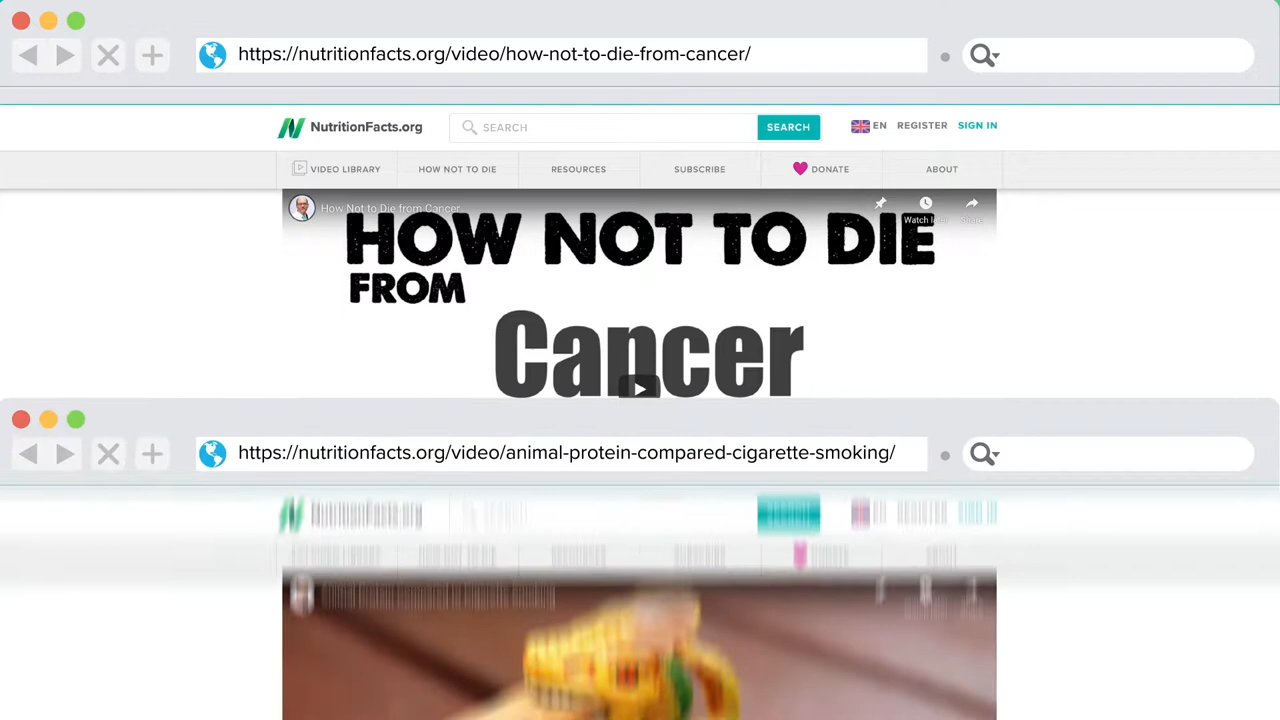 https://nutritionfacts.org/video/how-not-to-die-from-cancer/
NutritionFacts.org
SEARCH
SEARCH
EN
REGISTER
SIGN IN
VIDEO LIBRARY
HOW NOT TO DIE
RESOURCES
SUBSCRIBE
DONATE
ABOUT
How Not to Die from Cancer
HOW NOT TO DIE
FROM
Cancer
https://nutritionfacts.org/video/animal-protein-compared-cigarette-smoking/
NutritionFacts.org